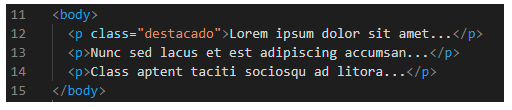 11 <body>
12 <p class="destacado">Lorem ipsum dolor sit amet...</p>
13 <p>Nunc sed lacus et est adipiscing accumsan...</p>
14 <p>Class aptent taciti sociosqu ad litora...</p>
15 </body>